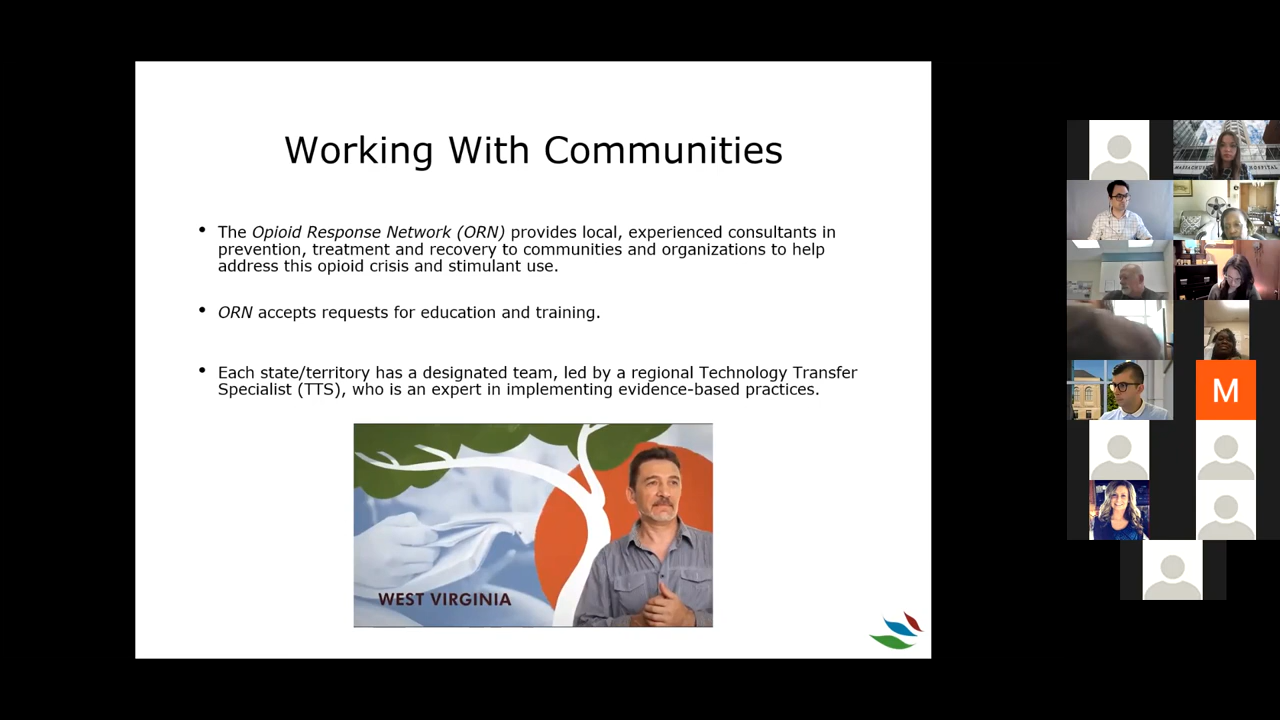 Working With Communities
• The Opioid Response Network (ORN) provides local, experienced consultants in
prevention, treatment and recovery to communities and organizations to help
address this opioid crisis and stimulant use.
• ORN accepts requests for education and training.
• Each state/territory has a designated team, led by a regional Technology Transfer
Specialist (TTS), who is an expert in implementing evidence-based practices.
WEST VIRGINIA
HOSPITAL
M